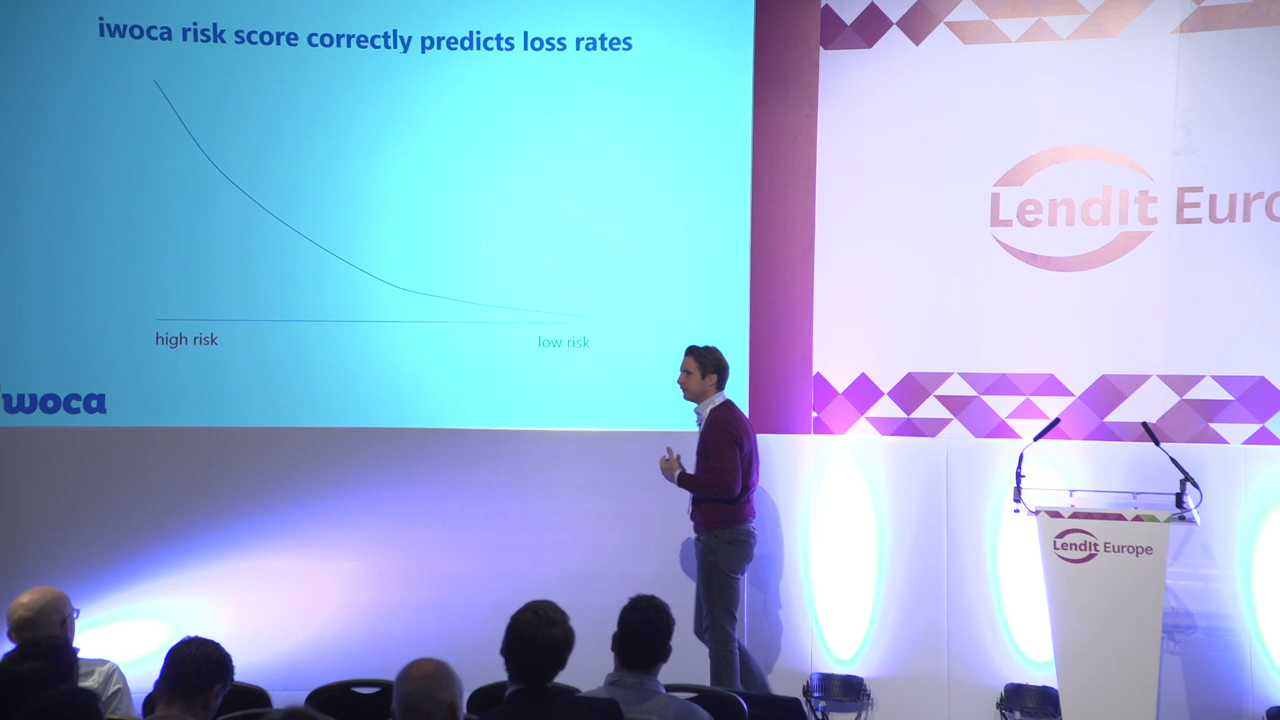 iwoca risk score correctly predicts loss rates
high risk
low risk
iwoca
LendIt Euro
LendIt Europe